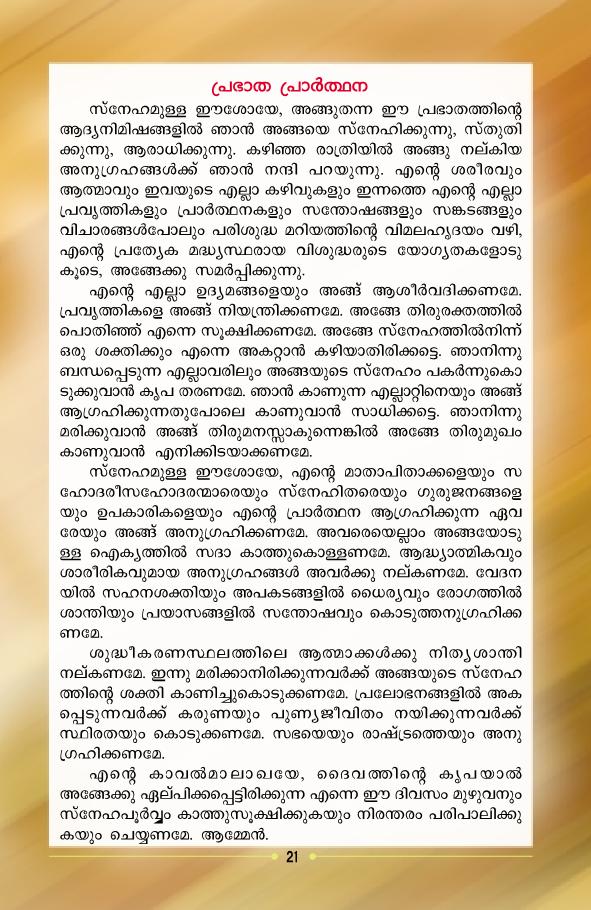 പ്രഭാത പ്രാർത്ഥന
സ്നേഹമുള്ള ഈശോയേ, അങ്ങുതന്ന ഈ പ്രഭാതത്തിന്റെ
ആദ്യനിമിഷങ്ങളിൽ ഞാൻ അങ്ങയെ സ്നേഹിക്കുന്നു, സ്തുതി
ക്കുന്നു, ആരാധിക്കുന്നു. കഴിഞ്ഞ രാത്രിയിൽ അങ്ങു നല്കിയ
അനുഗ്രഹങ്ങൾക്ക് ഞാൻ നന്ദി പറയുന്നു. എന്റെ ശരീരവും
ആത്മാവും ഇവയുടെ എല്ലാ കഴിവുകളും ഇന്നത്തെ എന്റെ എല്ലാ
പ്രവൃത്തികളും പ്രാർത്ഥനകളും സന്തോഷങ്ങളും സങ്കടങ്ങളും
വിചാരങ്ങൾപോലും പരിശുദ്ധ മറിയത്തിന്റെ വിമലഹൃദയം വഴി,
എന്റെ പ്രത്യേക മദ്ധ്യസ്ഥരായ വിശുദ്ധരുടെ യോഗ്യതകളോടു
കൂടെ, അങ്ങേക്കു സമർപ്പിക്കുന്നു.
എന്റെ എല്ലാ ഉദ്യമങ്ങളെയും അങ്ങ് ആശീർവദിക്കണമേ.
പ്രവൃത്തികളെ അങ്ങ് നിയന്ത്രിക്കണമേ. അങ്ങേ തിരുരക്തത്തിൽ
പൊതിഞ്ഞ് എന്നെ സൂക്ഷിക്കണമേ. അങ്ങേ സ്നേഹത്തിൽനിന്ന്
ഒരു ശക്തിക്കും എന്നെ അകറ്റാൻ കഴിയാതിരിക്കട്ടെ. ഞാനിന്നു
ബന്ധപ്പെടുന്ന എല്ലാവരിലും അങ്ങയുടെ സ്നേഹം പകർന്നുകൊ
ടുക്കുവാൻ കൃപ തരണമേ. ഞാൻ കാണുന്ന എല്ലാറ്റിനെയും അങ്ങ്
ആഗ്രഹിക്കുന്നതുപോലെ കാണുവാൻ സാധിക്കട്ടെ. ഞാനിന്നു
മരിക്കുവാൻ അങ്ങ് തിരുമനസ്സാകുന്നെങ്കിൽ അങ്ങേ തിരുമുഖം
കാണുവാൻ എനിക്കിടയാക്കണമേ.
സ്നേഹമുള്ള ഈശോയേ, എന്റെ മാതാപിതാക്കളെയും സ
ഹോദരീസഹോദരന്മാരെയും സ്നേഹിതരെയും ഗുരുജനങ്ങളെ
യും ഉപകാരികളെയും എന്റെ പ്രാർത്ഥന ആഗ്രഹിക്കുന്ന ഏവ
രേയും അങ്ങ് അനുഗ്രഹിക്കണമേ. അവരെയെല്ലാം അങ്ങയോടു
ള്ള ഐക്യത്തിൽ സദാ കാത്തുകൊള്ളണമേ. ആദ്ധ്യാത്മികവും
ശാരീരികവുമായ അനുഗ്രഹങ്ങൾ അവർക്കു നല്കണമേ. വേദന
യിൽ സഹനശക്തിയും അപകടങ്ങളിൽ ധൈര്യവും രോഗത്തിൽ
ശാന്തിയും പ്രയാസങ്ങളിൽ സന്തോഷവും കൊടുത്തനുഗ്രഹിക്ക
ണമേ.
ശുദ്ധീകരണസ്ഥലത്തിലെ ആത്മാക്കൾക്കു നിത്യശാന്തി
നല്കണമേ. ഇന്നു മരിക്കാനിരിക്കുന്നവർക്ക് അങ്ങയുടെ സ്നേഹ
ത്തിന്റെ ശക്തി കാണിച്ചുകൊടുക്കണമേ. പ്രലോഭനങ്ങളിൽ അക
പ്പെടുന്നവർക്ക് കരുണയും പുണ്യജീവിതം നയിക്കുന്നവർക്ക്
സ്ഥിരതയും കൊടുക്കണമേ. സഭയെയും രാഷ്ട്രത്തെയും അനു
ഗ്രഹിക്കണമേ.
എന്റെ കാവൽമാലാഖയേ, ദൈവത്തിന്റെ കൃപയാൽ
അങ്ങേക്കു ഏല്പിക്കപ്പെട്ടിരിക്കുന്ന എന്നെ ഈ ദിവസം മുഴുവനും
സ്നേഹപൂർവ്വം കാത്തുസൂക്ഷിക്കുകയും നിരന്തരം പരിപാലിക്കു
കയും ചെയ്യണമേ. ആമ്മേൻ.
21